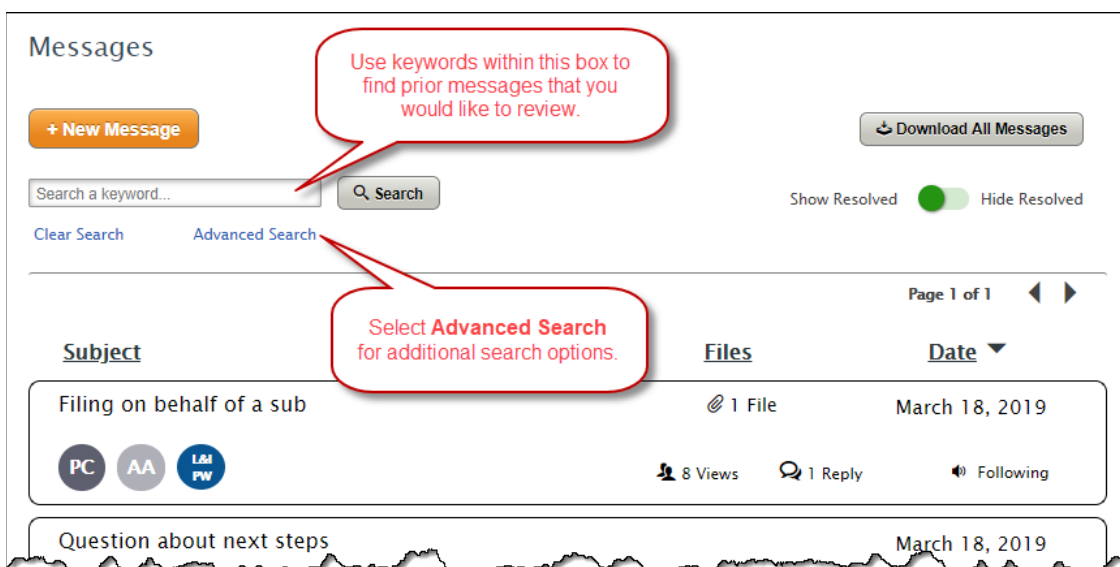 Messages
Use keywords within this box to
find prior messages that you
would like to review.
+ New Message
Download All Messages
Search a keyword...
Search
Show Resolved
Hide Resolved
Clear Search
Advanced Search
Page 1 of 1
Select Advanced Search
for additional search options.
Subject
Files
Date
Filing on behalf of a sub
1 File
March 18, 2019
PC
AA
L&I
PW
8 Views
1 Reply
Following
Question about next steps
March 18, 2019